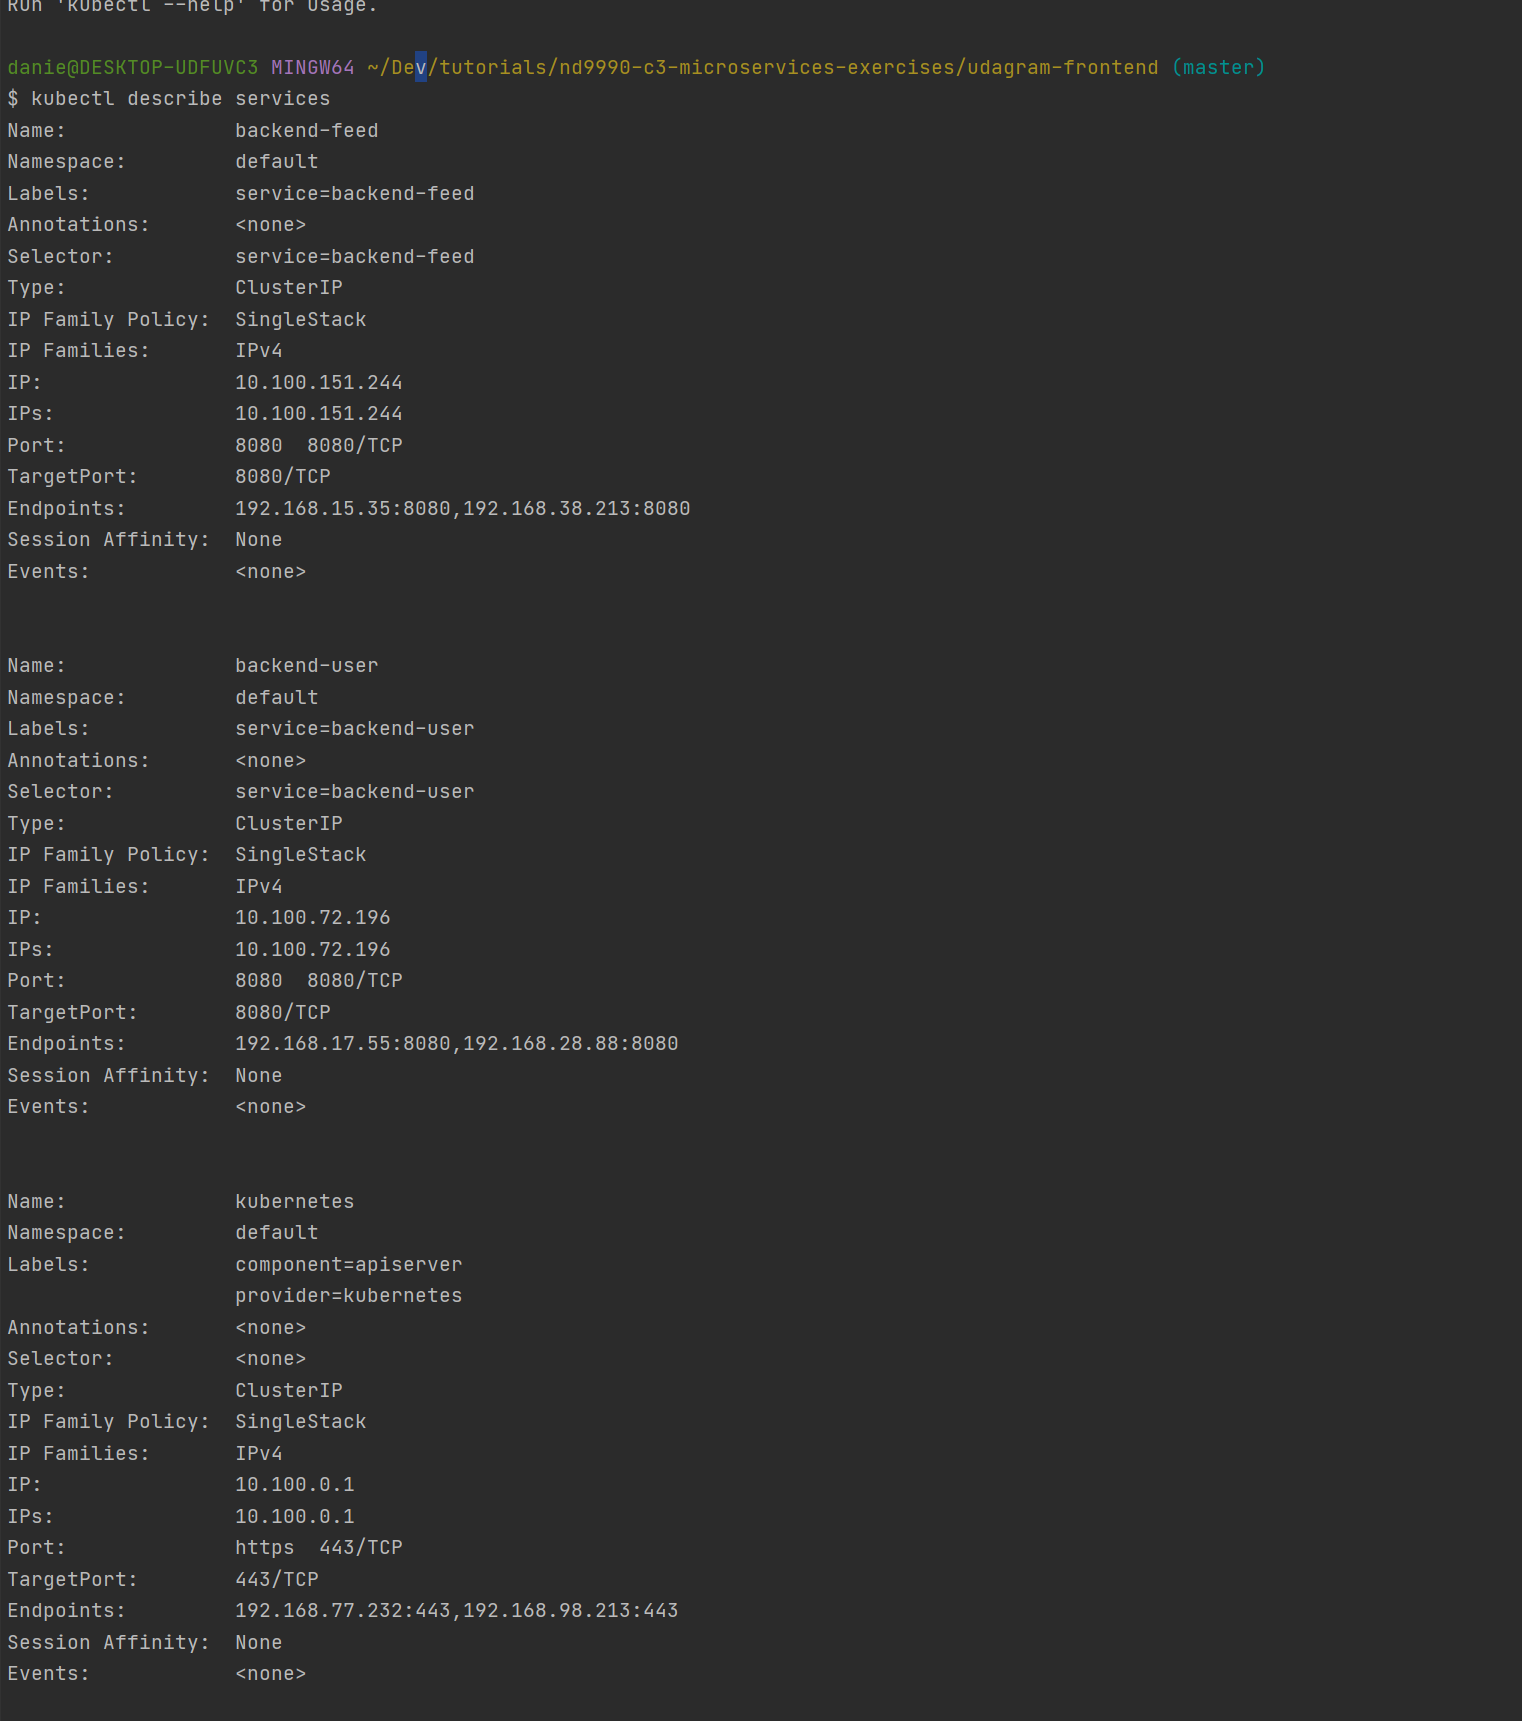 Run 'kubectl --help' for usage.
danie@DESKTOP-UDFUVC3 MINGW64 ~/Dev/tutorials/nd9990-c3-microservices-exercises/udagram-frontend (master)
$ kubectl describe services
Name:              backend-feed
Namespace:         default
Labels:            service=backend-feed
Annotations:       <none>
Selector:          service=backend-feed
Type:              ClusterIP
IP Family Policy:  SingleStack
IP Families:       IPv4
IP:                10.100.151.244
IPs:               10.100.151.244
Port:              8080  8080/TCP
TargetPort:        8080/TCP
Endpoints:         192.168.15.35:8080,192.168.38.213:8080
Session Affinity:  None
Events:            <none>
Name:              backend-user
Namespace:         default
Labels:            service=backend-user
Annotations:       <none>
Selector:          service=backend-user
Type:              ClusterIP
IP Family Policy:  SingleStack
IP Families:       IPv4
IP:                10.100.72.196
IPs:               10.100.72.196
Port:              8080  8080/TCP
TargetPort:        8080/TCP
Endpoints:         192.168.17.55:8080,192.168.28.88:8080
Session Affinity:  None
Events:            <none>
Name:              kubernetes
Namespace:         default
Labels:            component=apiserver
                   provider=kubernetes
Annotations:       <none>
Selector:          <none>
Type:              ClusterIP
IP Family Policy:  SingleStack
IP Families:       IPv4
IP:                10.100.0.1
IPs:               10.100.0.1
Port:              https  443/TCP
TargetPort:        443/TCP
Endpoints:         192.168.77.232:443,192.168.98.213:443
Session Affinity:  None
Events:            <none>